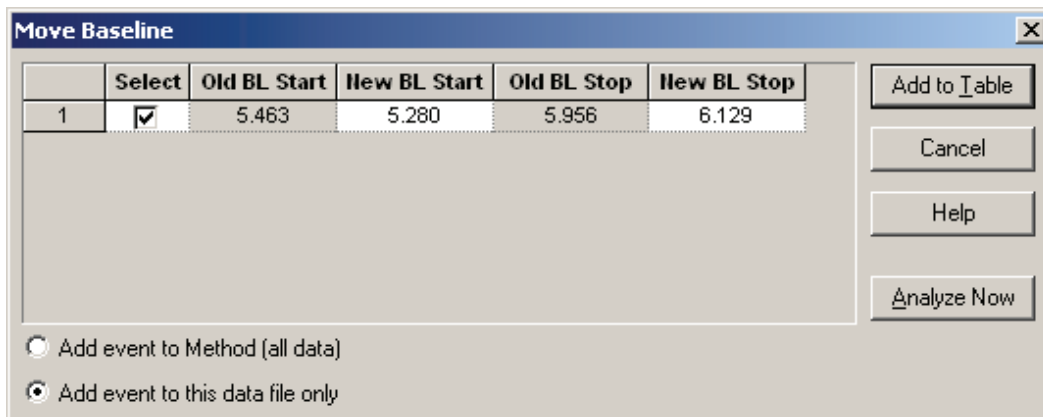 Move Baseline
Select Old BL Start New BL Start Old BL Stop New BL Stop
1 5.463 5.280 5.956 6.129
Add to Table
Cancel
Help
Analyze Now
Add event to Method (all data)
Add event to this data file only